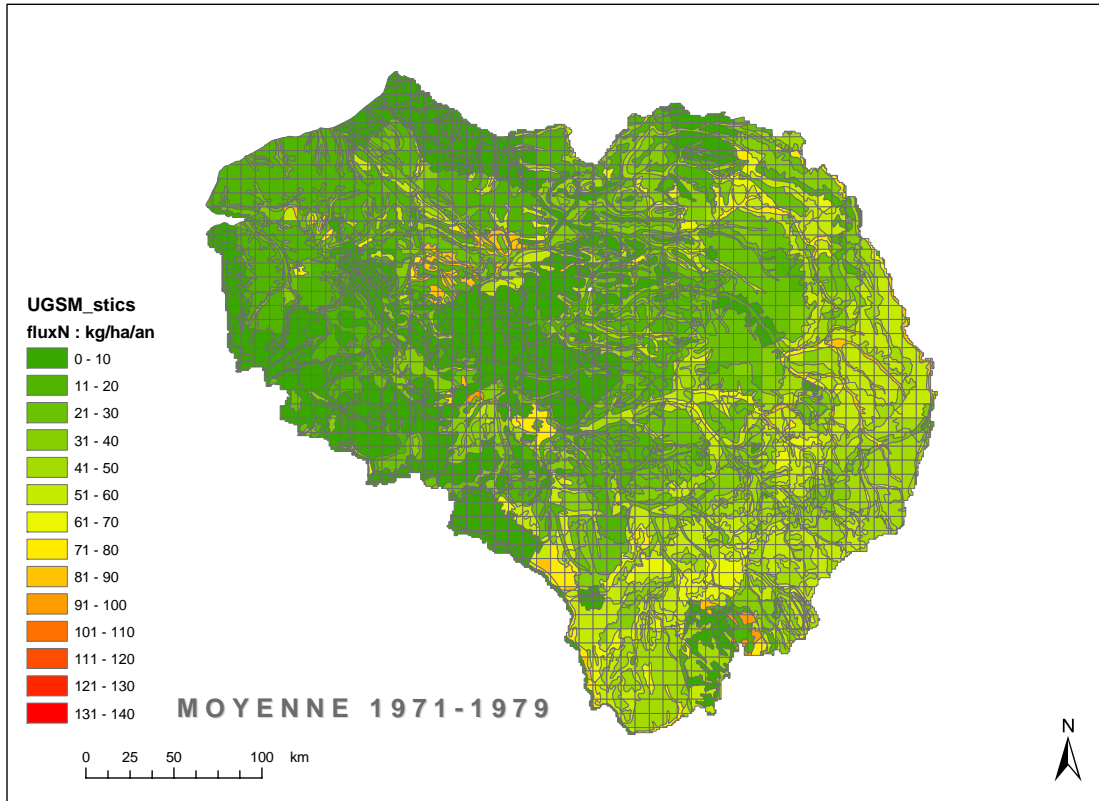 UGSM_stics
fluxN : kg/ha/an
0 - 10
11 - 20
21 - 30
31 - 40
41 - 50
51 - 60
61 - 70
71 - 80
81 - 90
91 - 100
101 - 110
111 - 120
121 - 130
131 - 140
MOYENNE 1971-1979
0 25 50 100 km
N